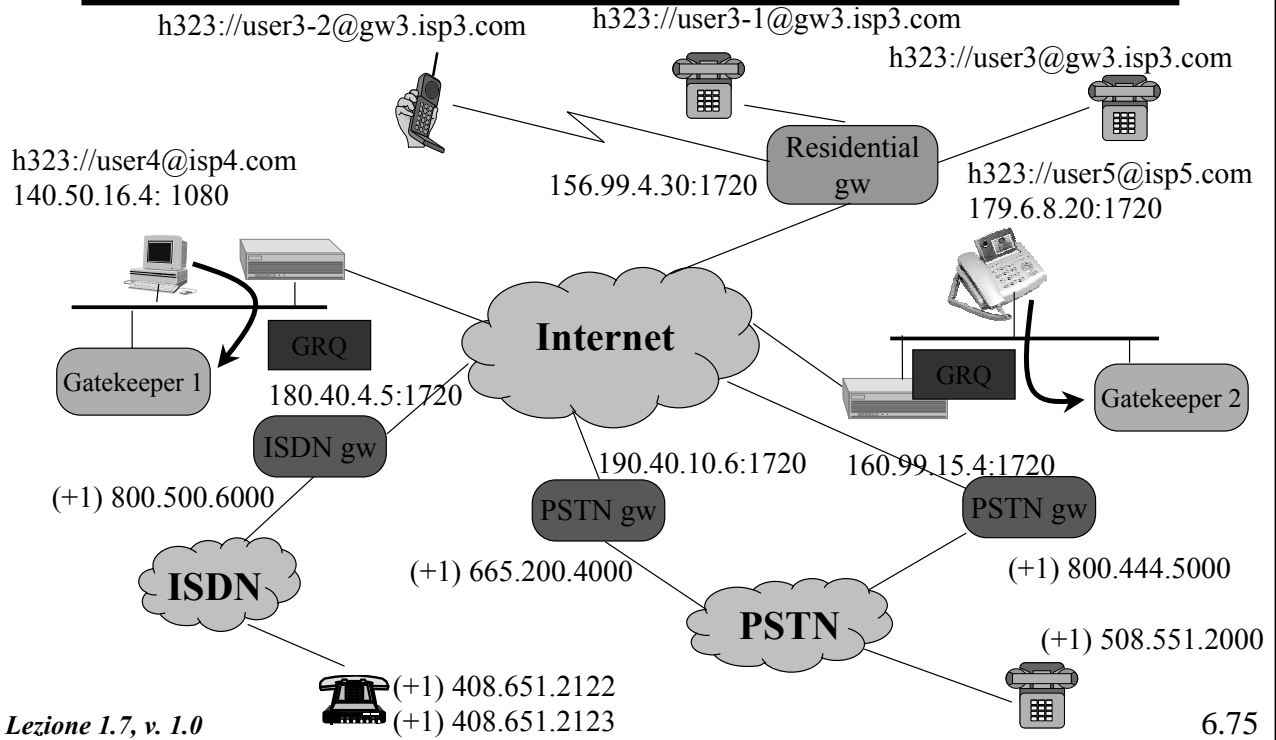 h323://user3-2@gw3.isp3.com
h323://user3-1@gw3.isp3.com
h323://user3@gw3.isp3.com
h323://user4@isp4.com
140.50.16.4: 1080
156.99.4.30:1720
Residential
gw
h323://user5@isp5.com
179.6.8.20:1720
Internet
GRQ
Gatekeeper 1
180.40.4.5:1720
GRQ
Gatekeeper 2
ISDN gw
190.40.10.6:1720
160.99.15.4:1720
(+1) 800.500.6000
PSTN gw
PSTN gw
ISDN
(+1) 665.200.4000
(+1) 800.444.5000
PSTN
(+1) 508.551.2000
(+1) 408.651.2122
(+1) 408.651.2123
Lezione 1.7, v. 1.0
6.75